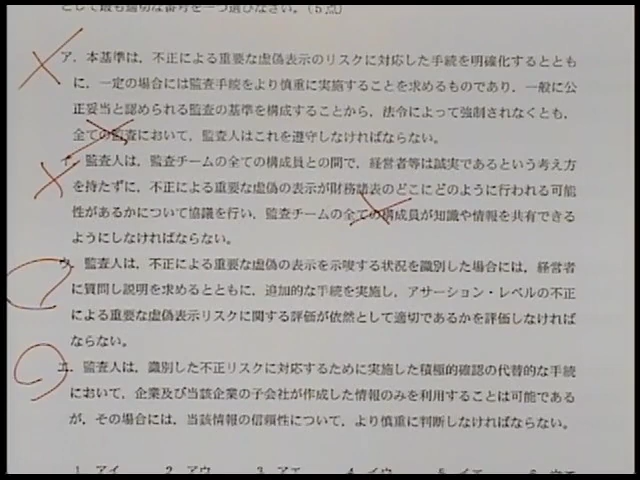 として最も適切な番号を一つ選びなさい。(5点)
ア．本基準は、不正による重要な虚偽表示のリスクに対応した手続を明確化するととも
に、一定の場合には監査手続をより慎重に実施することを求めるものであり、一般に公
正妥当と認められる監査の基準を構成することから、法令によって強制されなくとも、
全ての監査において、監査人はこれを遵守しなければならない。
イ．監査人は、監査チームの全ての構成員との間で、経営者等は誠実であるという考え方
を持たずに、不正による重要な虚偽の表示が財務諸表のどこにどのように行われる可能
性があるかについて協議を行い、監査チームの全ての構成員が知識や情報を共有できる
ようにしなければならない。
ウ．監査人は、不正による重要な虚偽の表示を示唆する状況を識別した場合には、経営者
に質問し説明を求めるとともに、追加的な手続を実施し、アサーション・レベルの不正
による重要な虚偽表示リスクに関する評価が依然として適切であるかを評価しなければ
ならない。
エ．監査人は、識別した不正リスクに対応するために実施した積極的確認の代替的な手続
において、企業及び当該企業の子会社が作成した情報のみを利用することは可能である
が、その場合には、当該情報の信頼性について、より慎重に判断しなければならない。
1 アイ 2 アウ 3 アエ 4 イウ 5 イエ 6 ウエ